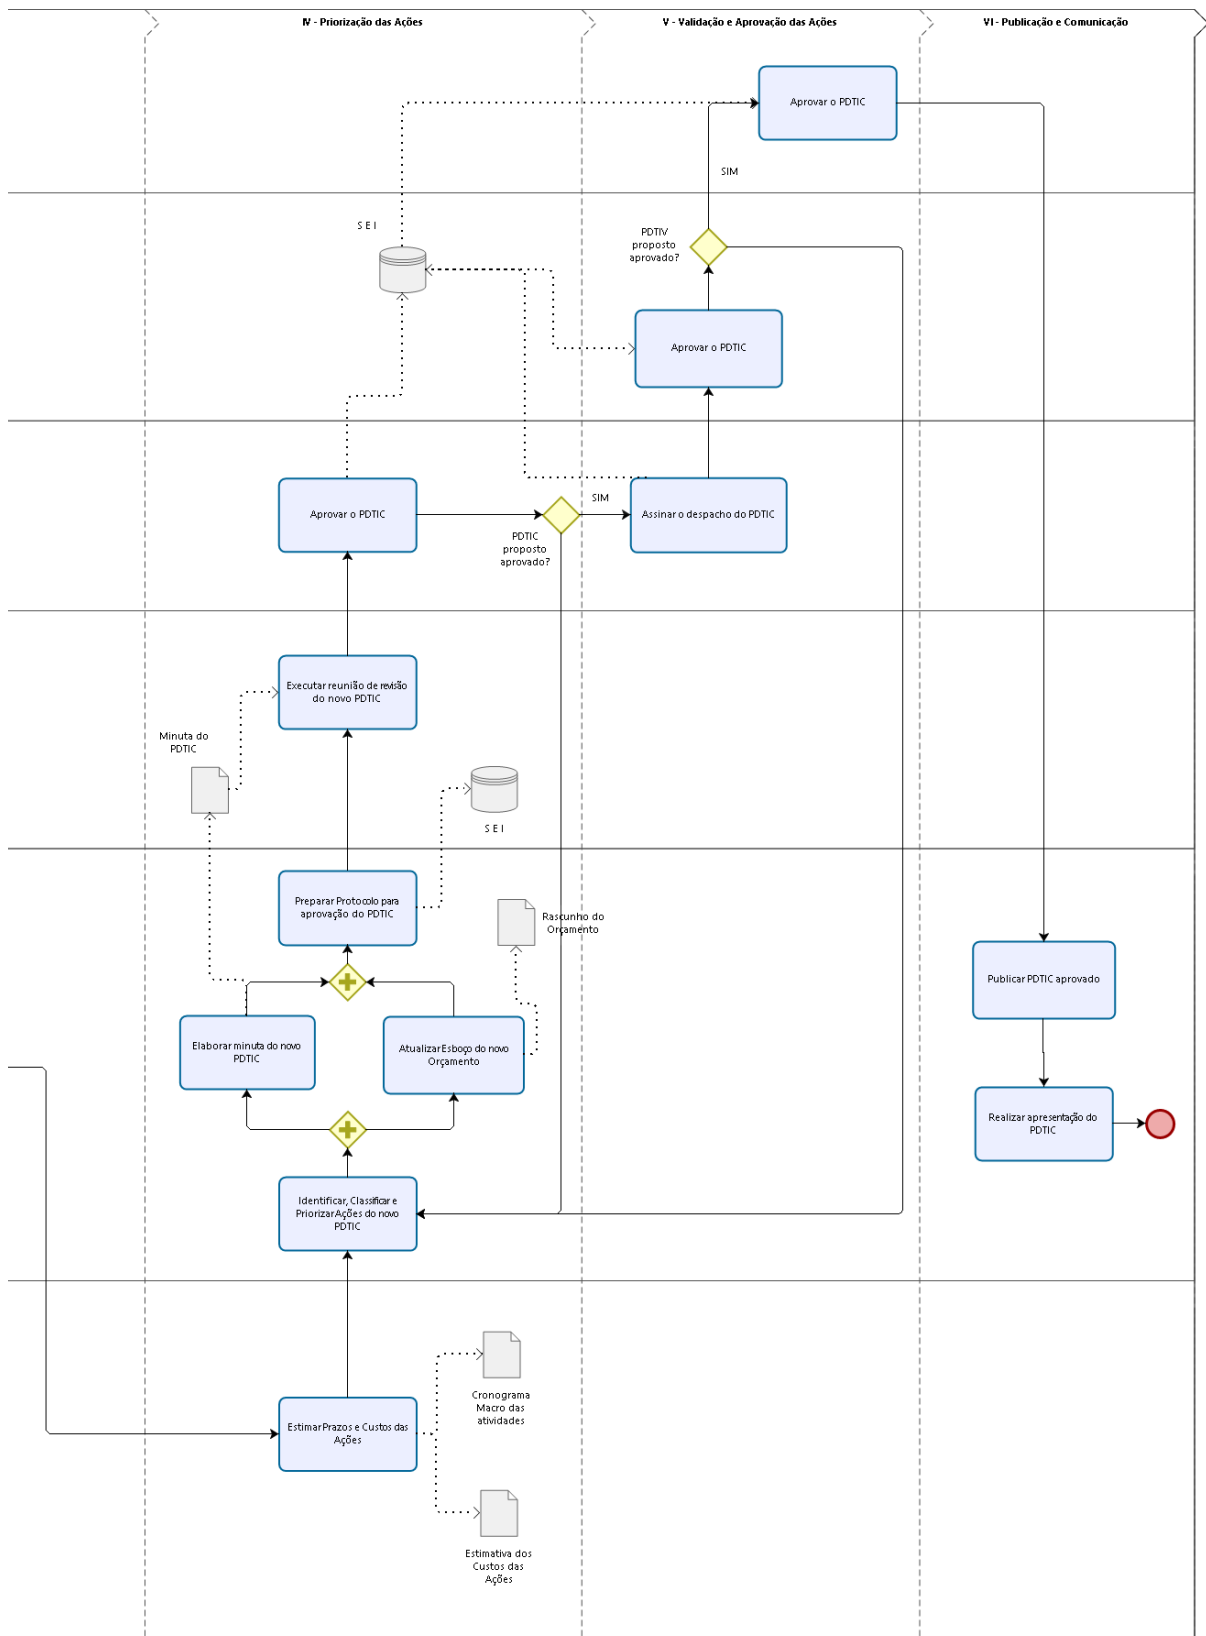 IV - Priorização das Ações
V - Validação e Aprovação das Ações
VI - Publicação e Comunicação
Aprovar o PDTIC
SIM
S E I
PDTIV
proposto
aprovado?
Aprovar o PDTIC
Aprovar o PDTIC
SIM
PDTIC
proposto
aprovado?
Assinar o despacho do PDTIC
Executar reunião de revisão
do novo PDTIC
Minuta do
PDTIC
S E I
Preparar Protocolo para
aprovação do PDTIC
Rascunho do
Orçamento
Publicar PDTIC aprovado
Elaborar minuta do novo
PDTIC
Atualizar Esboço do novo
Orçamento
Realizar apresentação do
PDTIC
Identificar, Classificar e
Priorizar Ações do novo
PDTIC
Cronograma
Macro das
atividades
Estimar Prazos e Custos das
Ações
Estimativa dos
Custos das
Ações